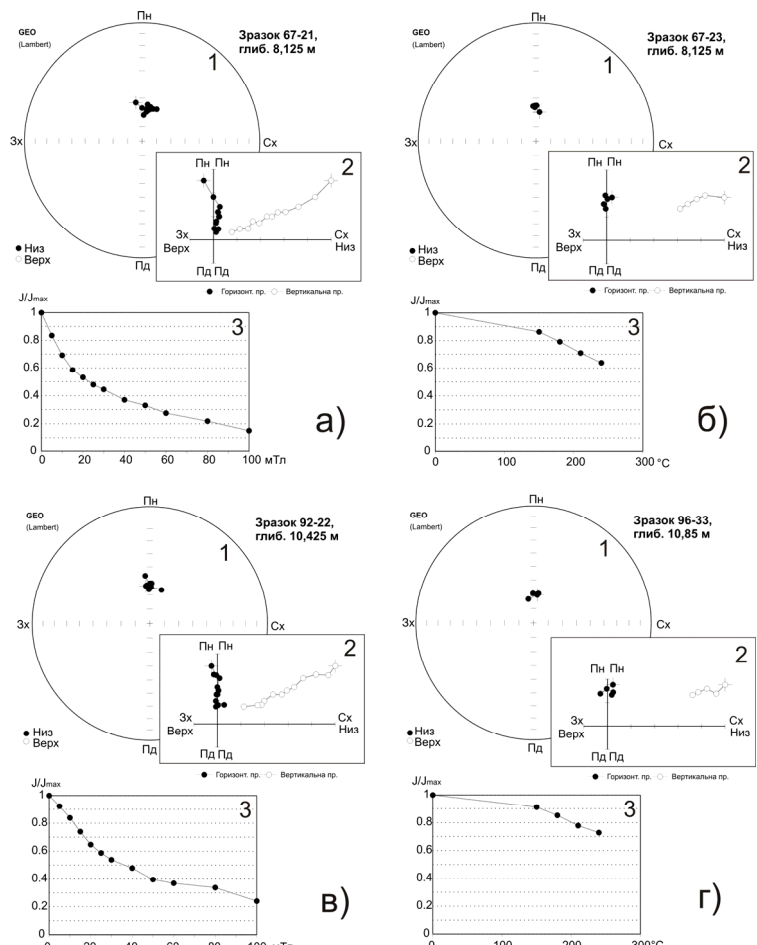 Пн
GEO
(Lambert)
Зразок 67-21,
глиб. 8,125 м
1
Зх
Сх
Пн Пн
2
Зх
Верх
Сх
Низ
Пд Пд
Низ
Верх
Пд
Горизонт. пр. Вертикальна пр.
J/Jmax
1
0.8
0.6
0.4
0.2
0
3
0 20 40 60 80 100 мТл
а)
Пн
GEO
(Lambert)
Зразок 67-23,
глиб. 8,125 м
1
Зх
Сх
Пн Пн
2
Зх
Верх
Сх
Низ
Пд Пд
Низ
Верх
Пд
Горизонт. пр. Вертикальна пр.
J/Jmax
1
0.8
0.6
0.4
0.2
0
3
0 100 200 300 °C
б)
Пн
GEO
(Lambert)
Зразок 92-22,
глиб. 10,425 м
1
Зх
Сх
Пн Пн
2
Зх
Верх
Сх
Низ
Пд Пд
Низ
Верх
Пд
Горизонт. пр. Вертикальна пр.
J/Jmax
1
0.8
0.6
0.4
0.2
0
3
0 20 40 60 80 100 мТл
в)
Пн
GEO
(Lambert)
Зразок 96-33,
глиб. 10,85 м
1
Зх
Сх
Пн Пн
2
Зх
Верх
Сх
Низ
Пд Пд
Низ
Верх
Пд
Горизонт. пр. Вертикальна пр.
J/Jmax
1
0.8
0.6
0.4
0.2
0
3
0 100 200 300°C
г)